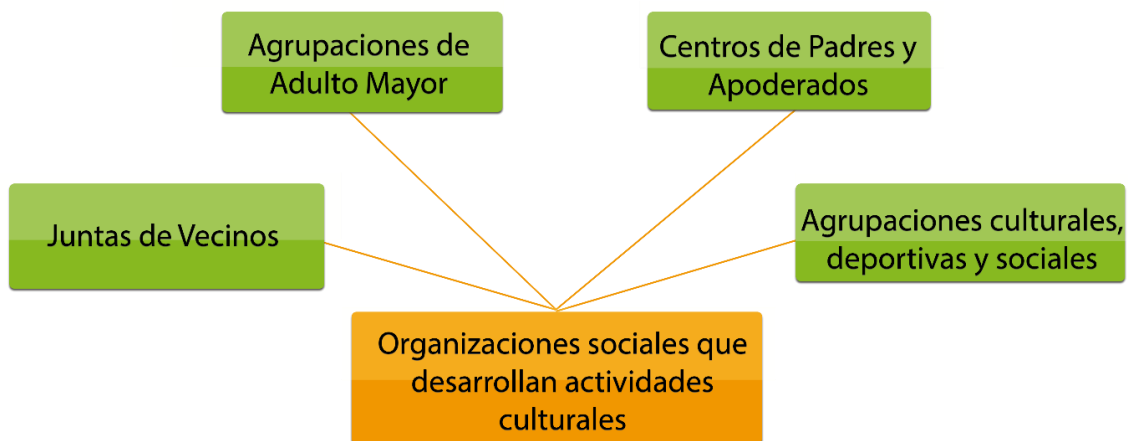 Agrupaciones de
Adulto Mayor
Centros de Padres y
Apoderados
Juntas de Vecinos
Agrupaciones culturales,
deportivas y sociales
Organizaciones sociales que
desarrollan actividades
culturales